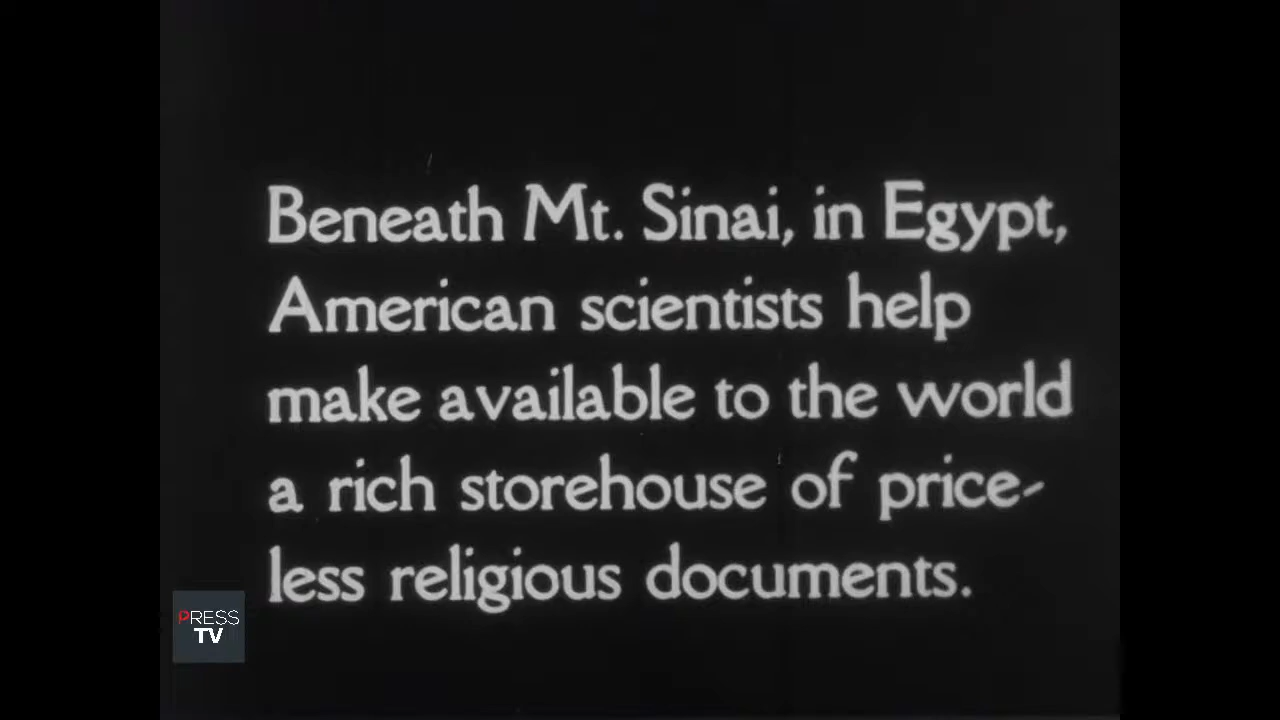 Beneath Mt. Sinai, in Egypt,
American scientists help
make available to the world
a rich storehouse of price-
less religious documents.
PRESS
TV